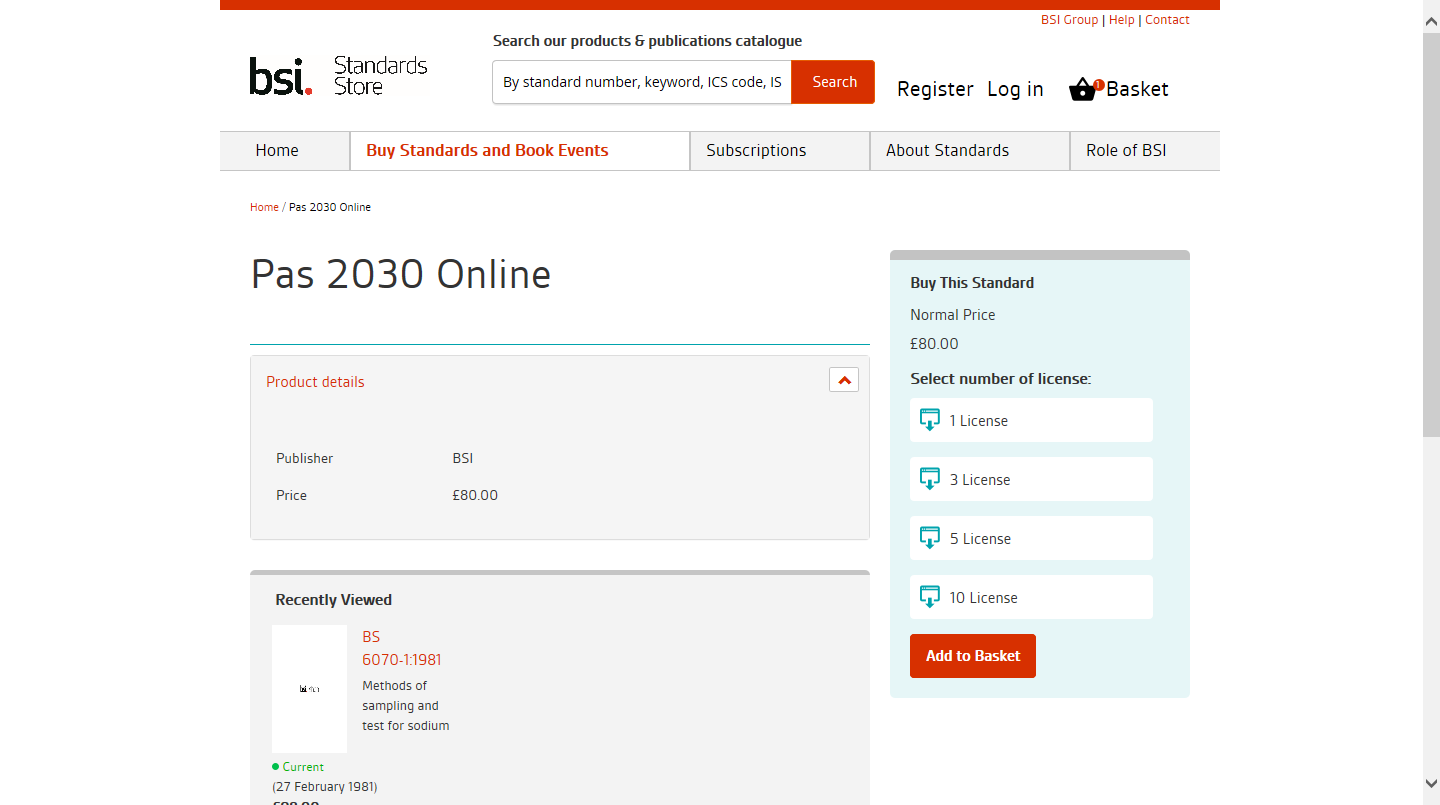 BSI Group | Help | Contact
Search our products & publications catalogue
bsi.
Standards
Store
By standard number, keyword, ICS code, IS
Search
Register
Log in
1
Basket
Home
Buy Standards and Book Events
Subscriptions
About Standards
Role of BSI
Home / Pas 2030 Online
Pas 2030 Online
Product details
Publisher BSI
Price £80.00
Buy This Standard
Normal Price
£80.00
Select number of license:
1 License
3 License
5 License
10 License
Add to Basket
Recently Viewed
BS
6070-1:1981
Methods of
sampling and
test for sodium
Current
(27 February 1981)